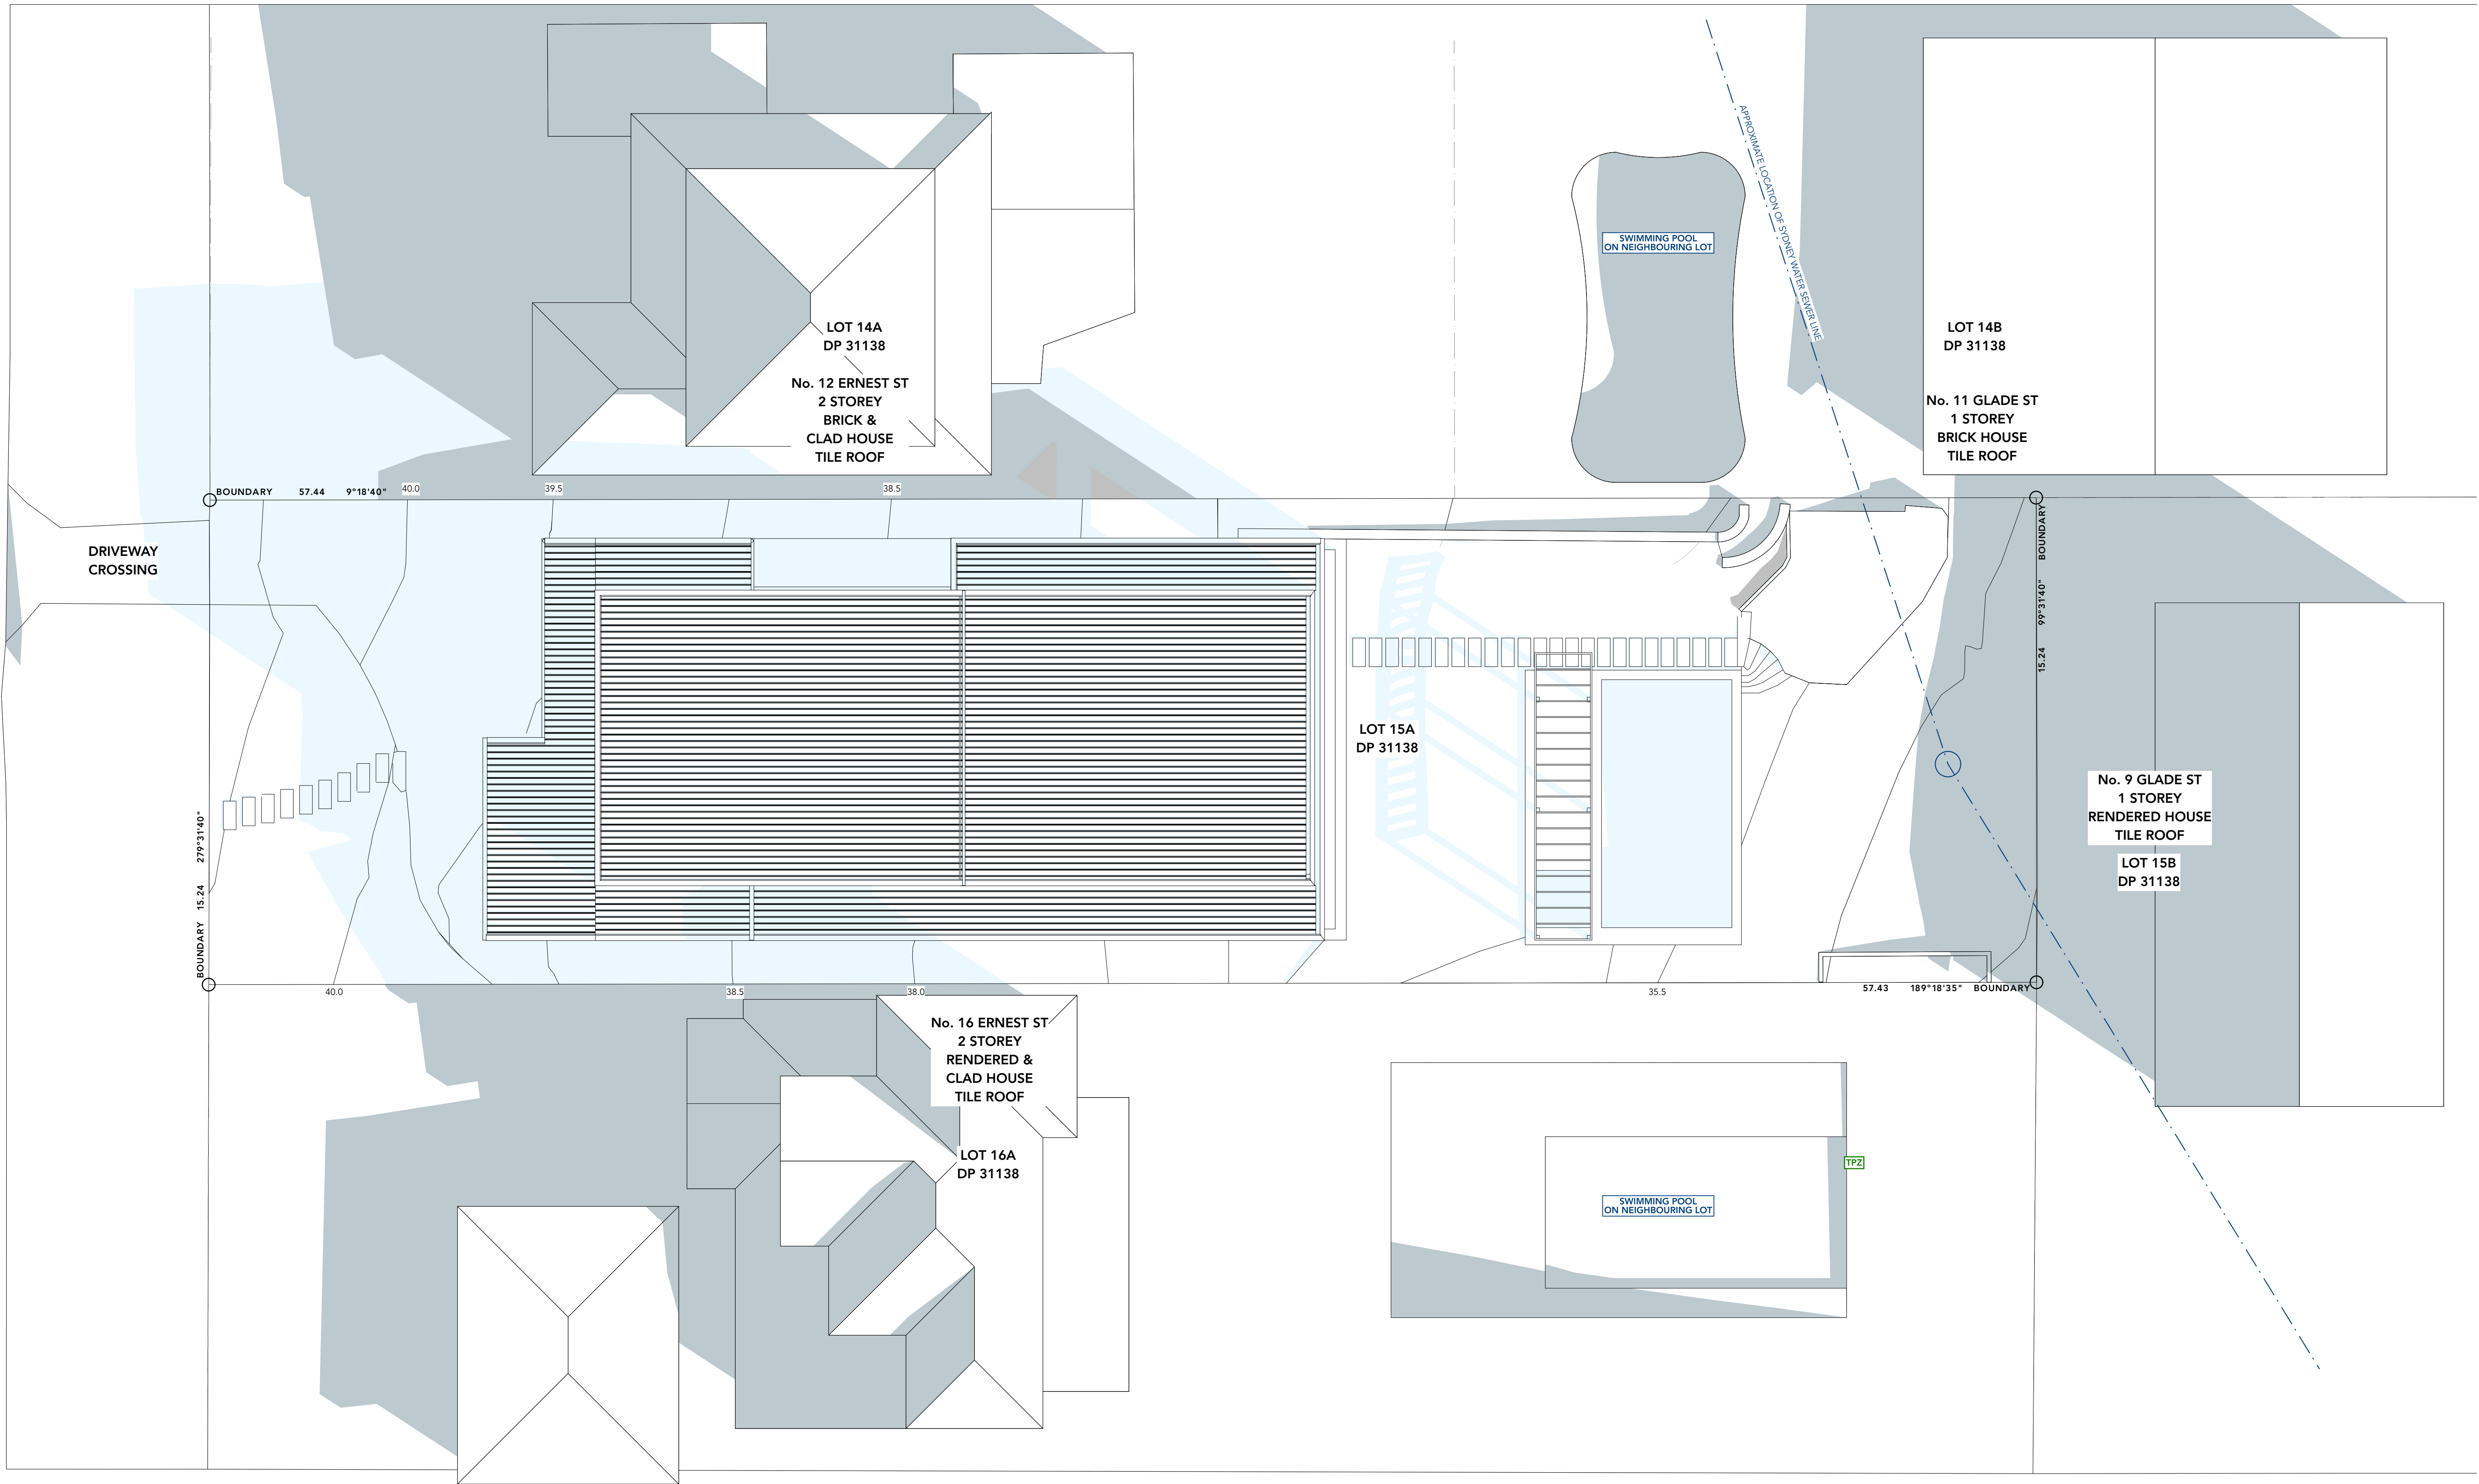 APPROXIMATE LOCATION OF SYDNEY WATER SEWER LINE
SWIMMING POOL
ON NEIGHBOURING LOT
LOT 14A
DP 31138
No. 12 ERNEST ST
2 STOREY
BRICK &
CLAD HOUSE
TILE ROOF
LOT 14B
DP 31138
No. 11 GLADE ST
1 STOREY
BRICK HOUSE
TILE ROOF
BOUNDARY 57.44 9°18'40" 40.0 39.5 38.5
DRIVEWAY
CROSSING
BOUNDARY 99°31'40" 15.24
LOT 15A
DP 31138
No. 9 GLADE ST
1 STOREY
RENDERED HOUSE
TILE ROOF
LOT 15B
DP 31138
BOUNDARY 15.24 279°31'40"
40.0 38.5 38.0 35.5
57.43 189°18'35" BOUNDARY
No. 16 ERNEST ST
2 STOREY
RENDERED &
CLAD HOUSE
TILE ROOF
LOT 16A
DP 31138
TPZ
SWIMMING POOL
ON NEIGHBOURING LOT